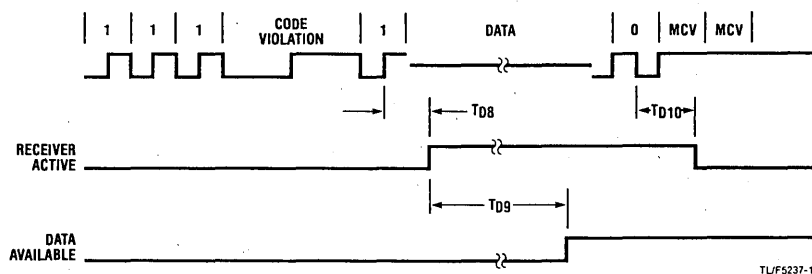 1 1 1 CODE VIOLATION 1 DATA 0 MCV MCV
TD8 TD10
RECEIVER ACTIVE
TD9
DATA AVAILABLE
TL/F5237-1